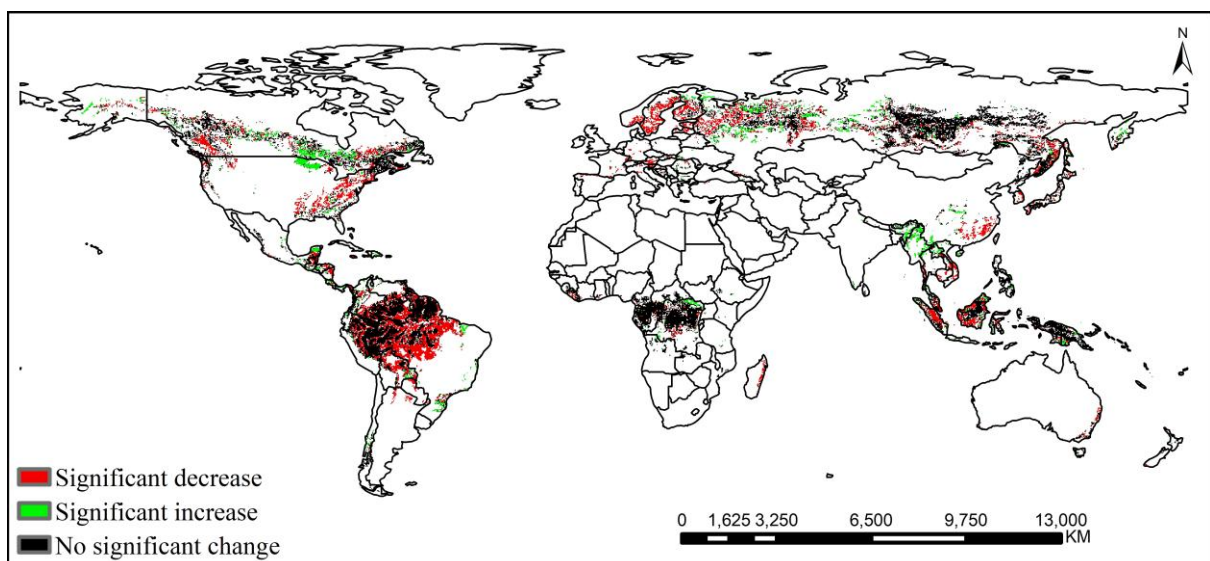 N
Significant decrease
Significant increase
No significant change
0 1,625 3,250 6,500 9,750 13,000
KM